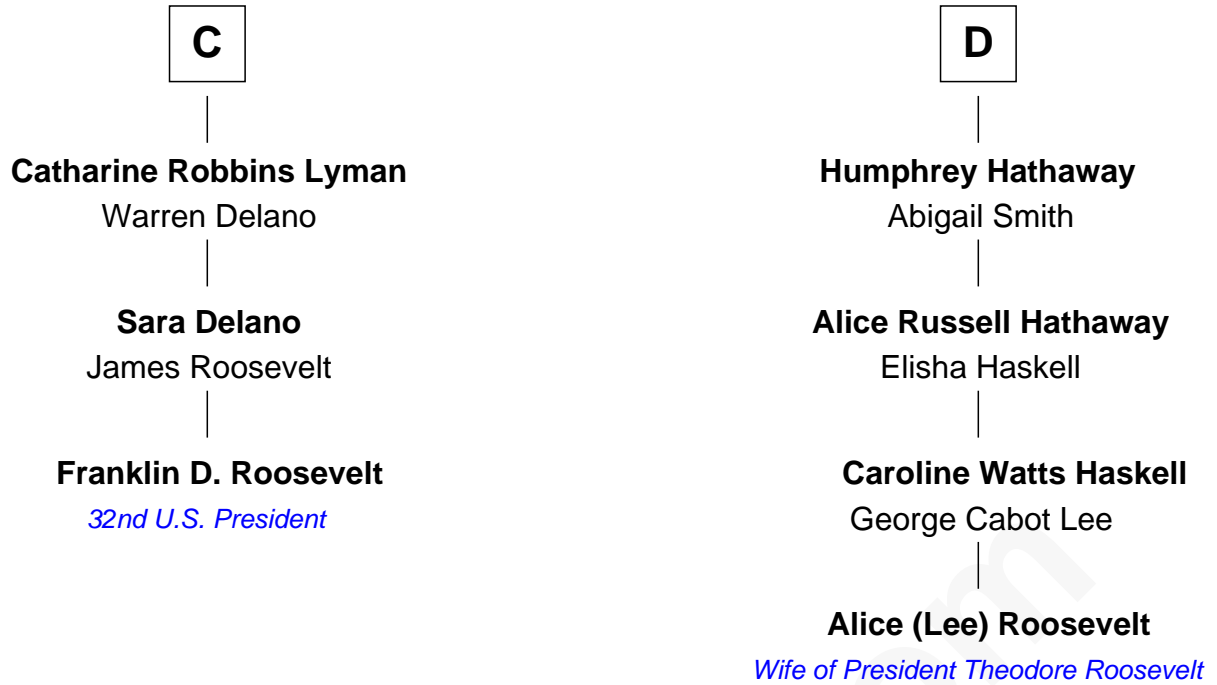 C
Catharine Robbins Lyman
Warren Delano
Sara Delano
James Roosevelt
Franklin D. Roosevelt
32nd U.S. President
D
Humphrey Hathaway
Abigail Smith
Alice Russell Hathaway
Elisha Haskell
Caroline Watts Haskell
George Cabot Lee
Alice (Lee) Roosevelt
Wife of President Theodore Roosevelt